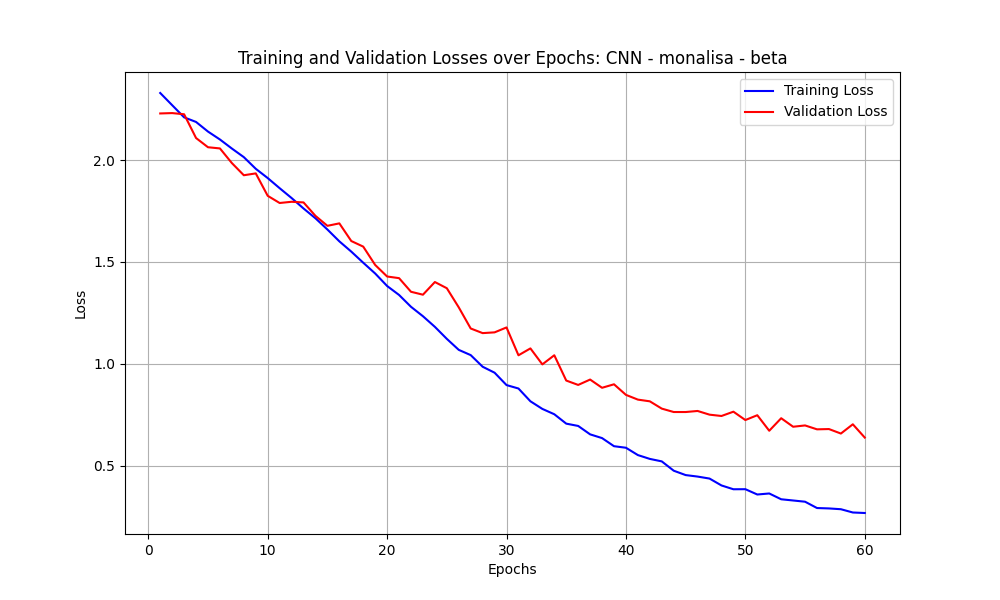 Training and Validation Losses over Epochs: CNN - monalisa - beta
Training Loss
Validation Loss
2.0
1.5
1.0
0.5
Loss
0 10 20 30 40 50 60
Epochs